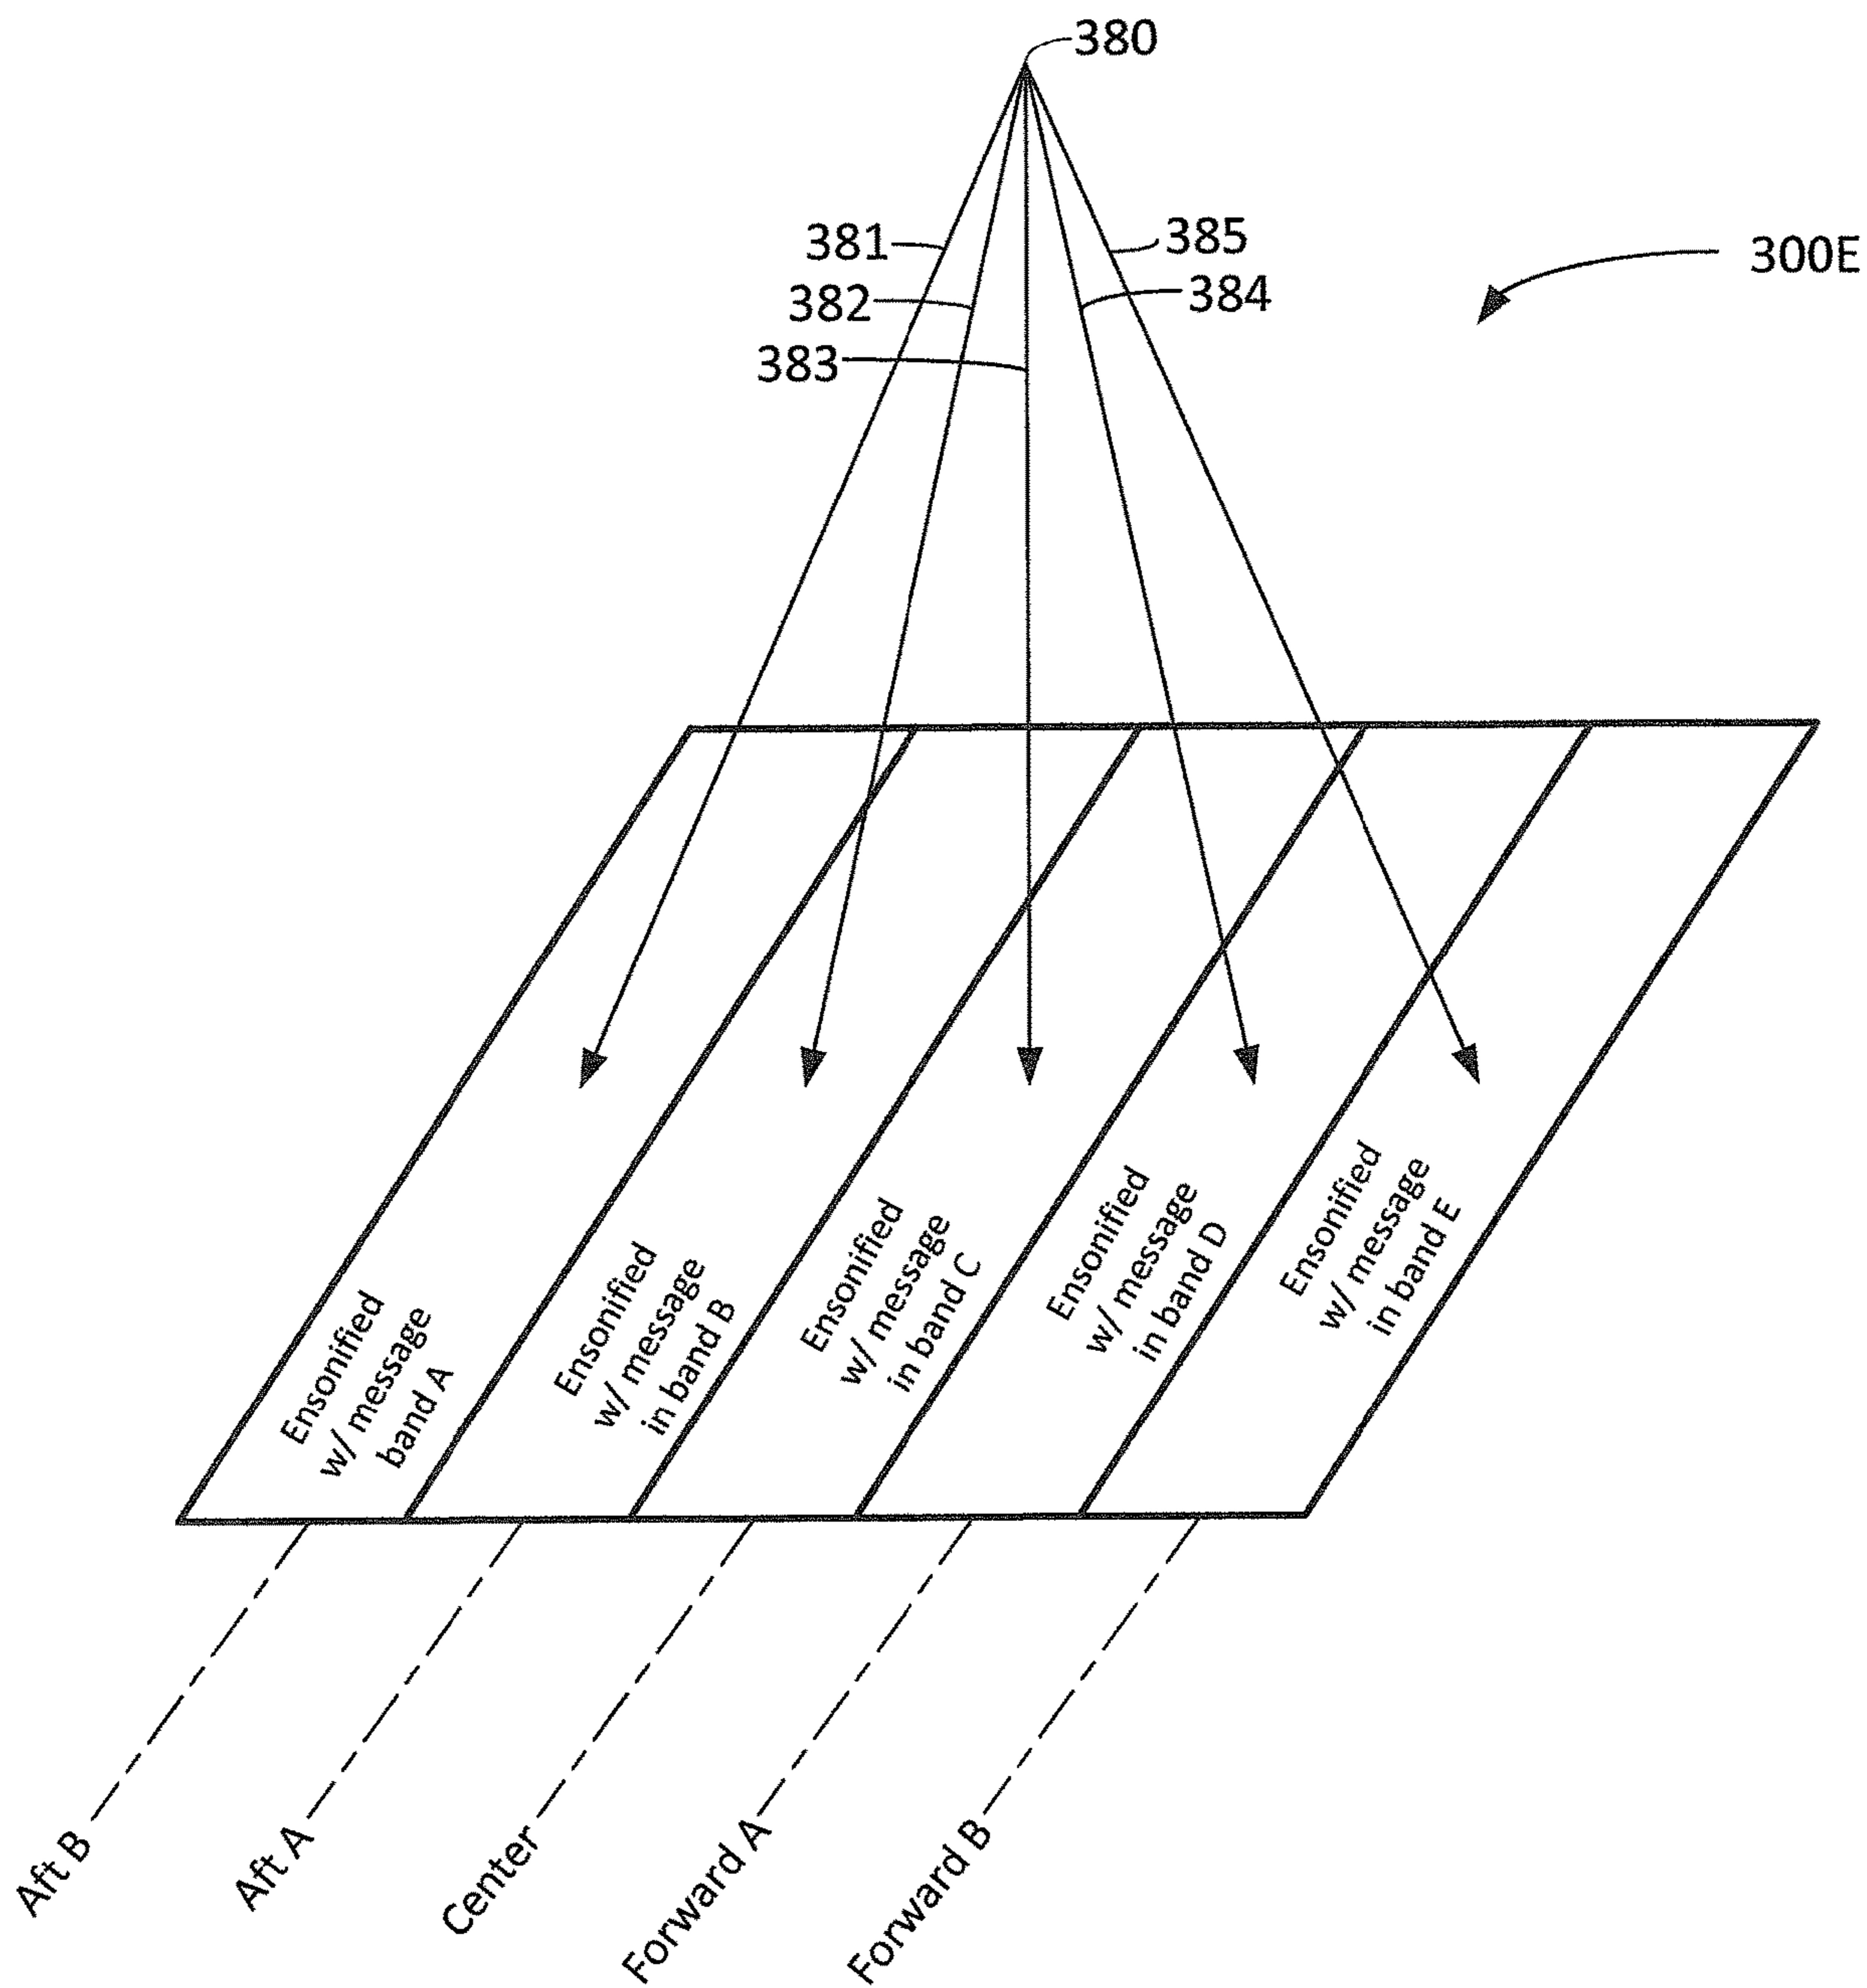 380
381
385
300E
382
384
383
Ensonified
w/ message
band A
Ensonified
w/ message
in band B
Ensonified
w/ message
in band C
Ensonified
w/ message
in band D
Ensonified
w/ message
in band E
Aft B
Aft A
Center
Forward A
Forward B